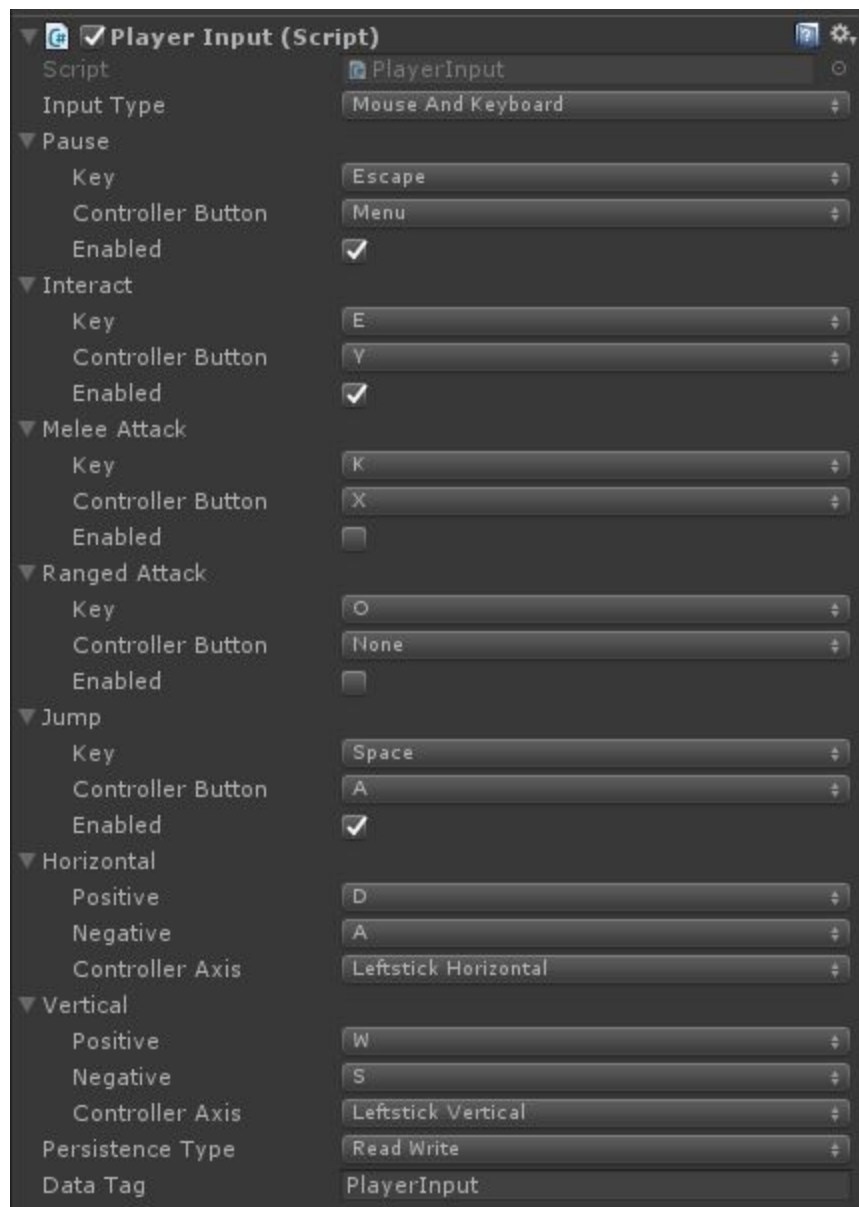 Player Input (Script)
Script PlayerInput
Input Type Mouse And Keyboard
Pause
Key Escape
Controller Button Menu
Enabled
Interact
Key E
Controller Button Y
Enabled
Melee Attack
Key K
Controller Button X
Enabled
Ranged Attack
Key O
Controller Button None
Enabled
Jump
Key Space
Controller Button A
Enabled
Horizontal
Positive D
Negative A
Controller Axis Leftstick Horizontal
Vertical
Positive W
Negative S
Controller Axis Leftstick Vertical
Persistence Type Read Write
Data Tag PlayerInput